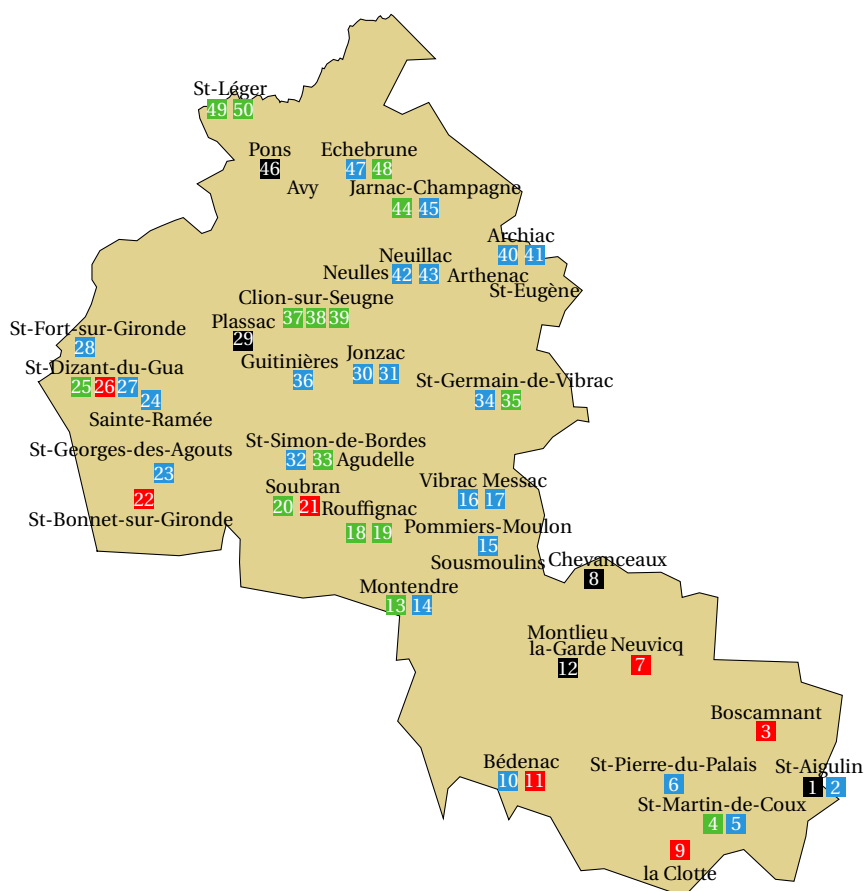 St-Léger
49 50
Pons
46
Echebrune
47 48
Avy
Jarnac-Champagne
44 45
Archiac
40 41
Neuillac
Neulles 42 43 Arthenac
St-Eugène
Clion-sur-Seugne
37 38 39
Plassac
29
St-Fort-sur-Gironde
28
Guitinières
36
Jonzac
30 31
St-Dizant-du-Gua
25 26 27
24
Sainte-Ramée
St-Germain-de-Vibrac
34 35
St-Georges-des-Agouts
23
22
St-Bonnet-sur-Gironde
St-Simon-de-Bordes
32 33 Agudelle
Soubran
20 21
Rouffignac
18 19
Vibrac Messac
16 17
Pommiers-Moulon
15
Sousmoulins
Chevanceaux
8
Montendre
13 14
Montlieu
la-Garde
12
Neuvicq
7
Boscamnant
3
Bédenac
10 11
St-Pierre-du-Palais
6
St-Aigulin
1 2
St-Martin-de-Coux
4 5
9
la Clotte